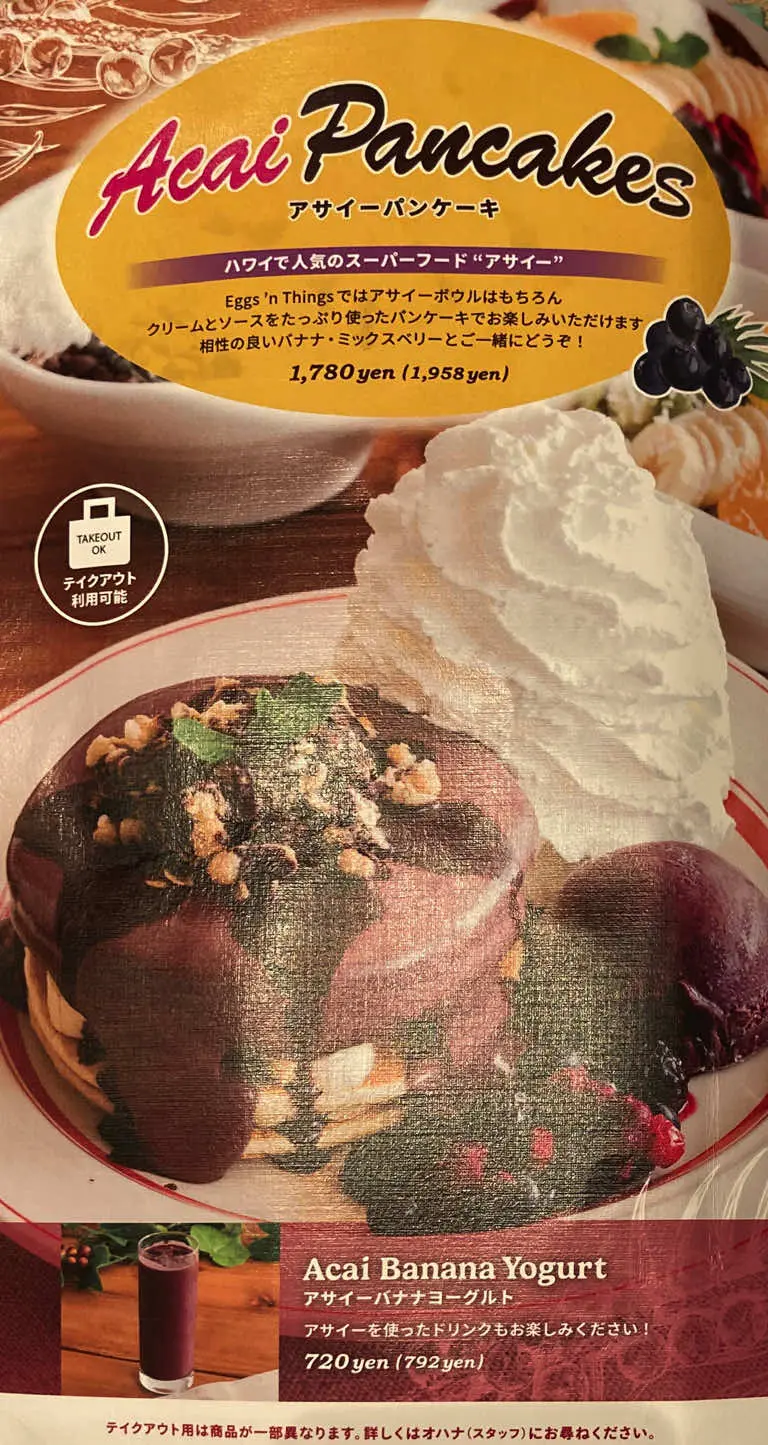 Acai Pancakes
アサイーパンケーキ
ハワイで人気のスーパーフード“アサイー”
Eggs ’n Thingsではアサイーボウルはもちろん
クリームとソースをたっぷり使ったパンケーキでお楽しみいただけます
相性の良いバナナ・ミックスベリーとご一緒にどうぞ！
1,780yen (1,958yen)
TAKEOUT
OK
テイクアウト
利用可能
Acai Banana Yogurt
アサイーバナナヨーグルト
アサイーを使ったドリンクもお楽しみください！
720yen (792yen)
テイクアウト用は商品が一部異なります。詳しくはオハナ（スタッフ）にお尋ねください。